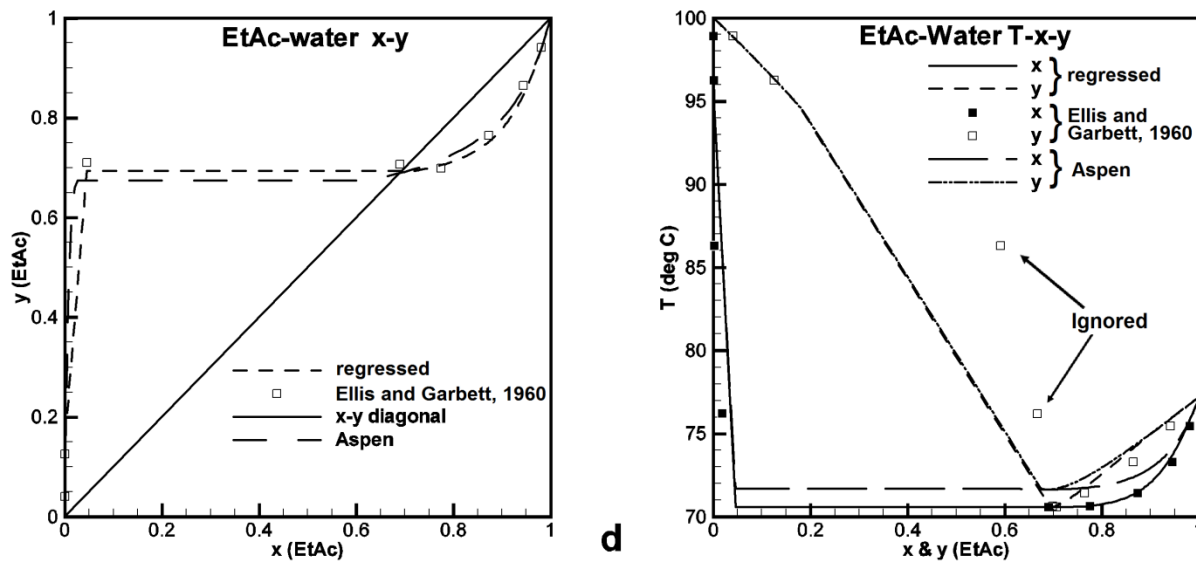 EtAc-water x-y
y (EtAc)
1
0.8
0.6
0.4
0.2
0
regressed
Ellis and Garbett, 1960
x-y diagonal
Aspen
0 0.2 0.4 0.6 0.8 1
x (EtAc)
d
EtAc-Water T-x-y
T (deg C)
100
95
90
85
80
75
70
x } regressed
y
x } Ellis and
y Garbett, 1960
x } Aspen
y
Ignored
0 0.2 0.4 0.6 0.8 1
x & y (EtAc)